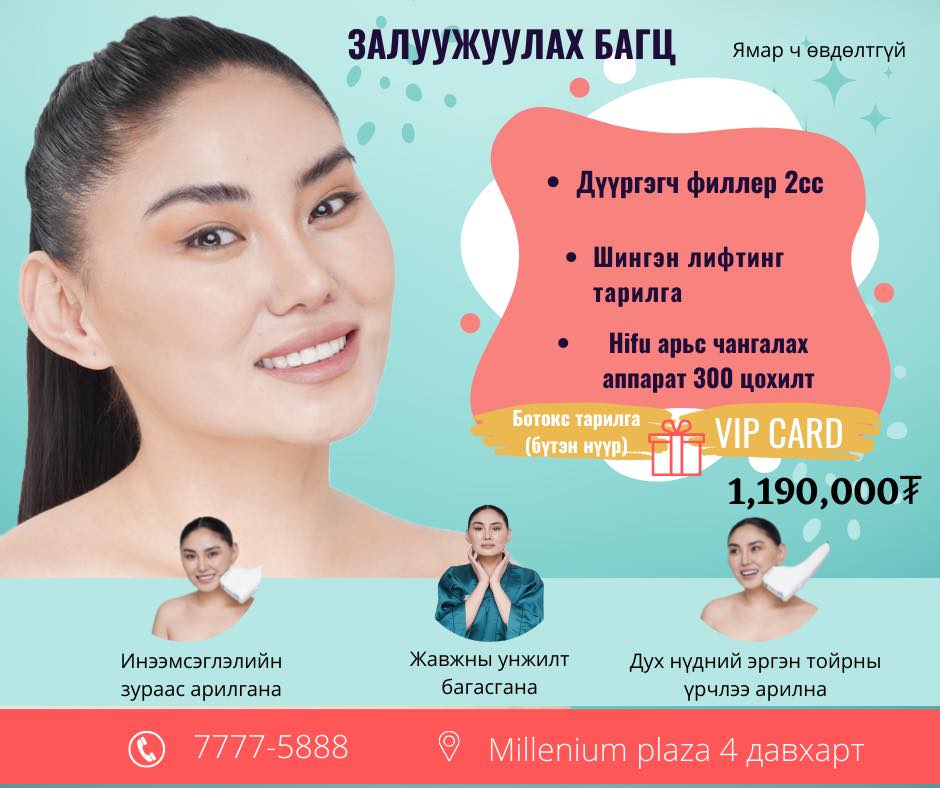 ЗАЛУУЖУУЛАХ БАГЦ
Ямар ч өвдөлтгүй
• Дүүргэгч филлер 2сс
• Шингэн лифтинг
тарилга
• Hifu арьс чангалах
аппарат 300 цохилт
Ботокс тарилга
(бүтэн нүүр)
VIP CARD
1,190,000₮
Инээмсэглэлийн
зураас арилгана
Жавжны унжилт
багасгана
Дух нүдний эргэн тойрны
үрчлээ арилна
7777-5888
Millenium plaza 4 давхарт